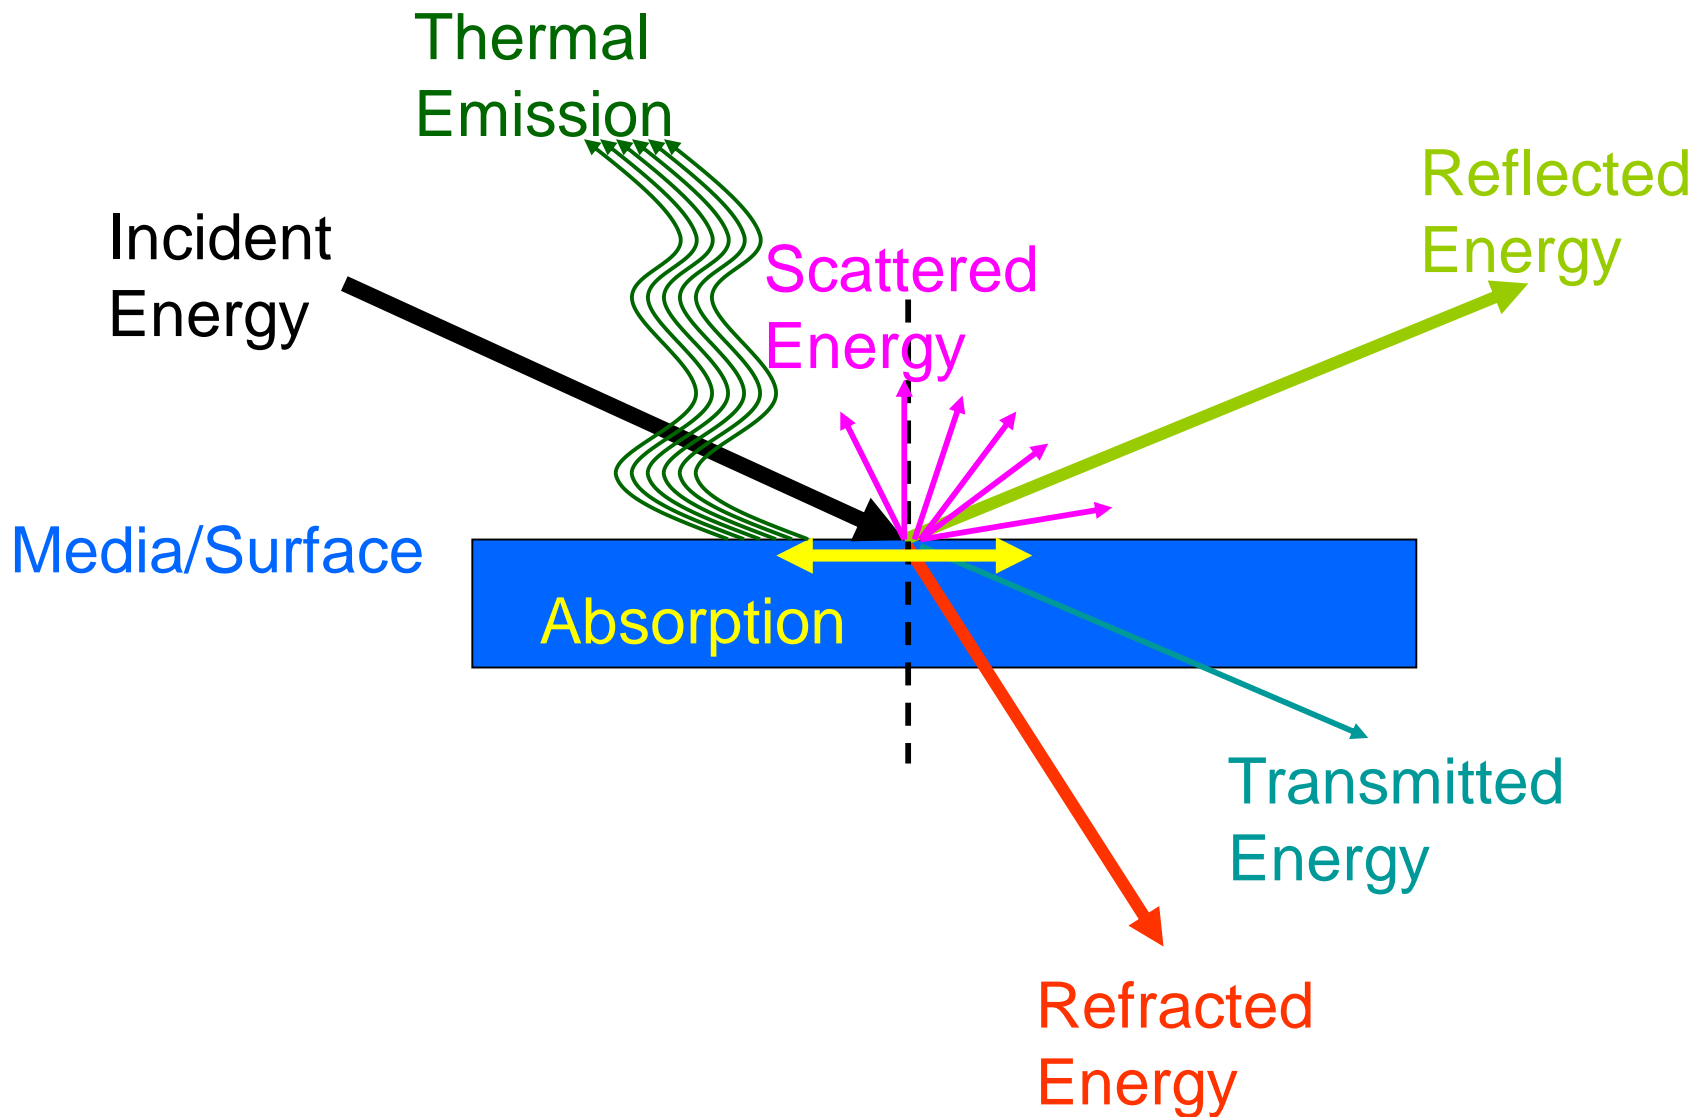 Thermal
Emission
Incident
Energy
Scattered
Energy
Reflected
Energy
Media/Surface
Absorption
Transmitted
Energy
Refracted
Energy